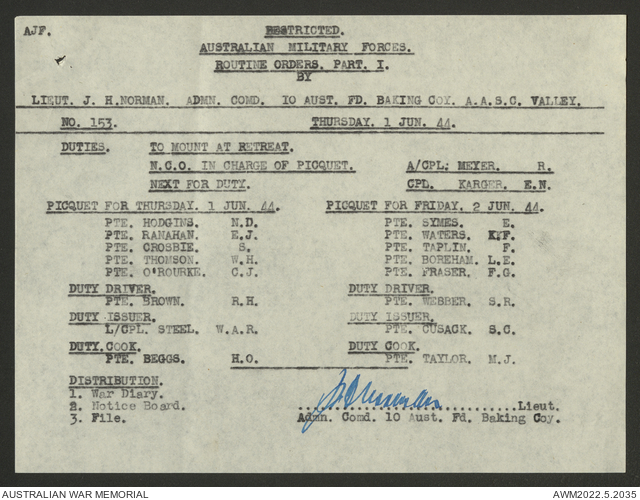 AJF.
RESTRICTED.
AUSTRALIAN MILITARY FORCES.
ROUTINE ORDERS. PART. I.
BY
LIEUT. J. H.NORMAN. ADMN. COMD. 10 AUST. FD. BAKING COY. A.A.S.C. VALLEY.
NO. 153. THURSDAY. 1 JUN. 44.
DUTIES. TO MOUNT AT RETREAT.
N.C.O. IN CHARGE OF PICQUET. A/CPL. MEYER. R.
NEXT FOR DUTY. CPL. KARGER. E.N.
PICQUET FOR THURSDAY. 1 JUN. 44. PICQUET FOR FRIDAY. 2 JUN. 44.
PTE. HODGINS. N.D. PTE. SYMES. E.
PTE. RANAHAN. E.J. PTE. WATERS. K.F.
PTE. CROSBIE. S. PTE. TAPLIN. F.
PTE. THOMSON. W.H. PTE. BOREHAM. L.E.
PTE. O'ROURKE. C.J. PTE. FRASER. F.G.
DUTY DRIVER. DUTY DRIVER.
PTE. BROWN. R.H. PTE. WEBBER. S.R.
DUTY ISSUER. DUTY ISSUER.
L/CPL. STEEL. W.A.R. PTE. CUSACK. S.C.
DUTY.COOK. DUTY COOK.
PTE. BEGGS. H.O. PTE. TAYLOR. M.J.
DISTRIBUTION.
1. War Diary.
2. Notice Board. Lieut.
3. File. Admn. Comd. 10 Aust. Fd. Baking Coy.
AUSTRALIAN WAR MEMORIAL AWM2022.5.2035